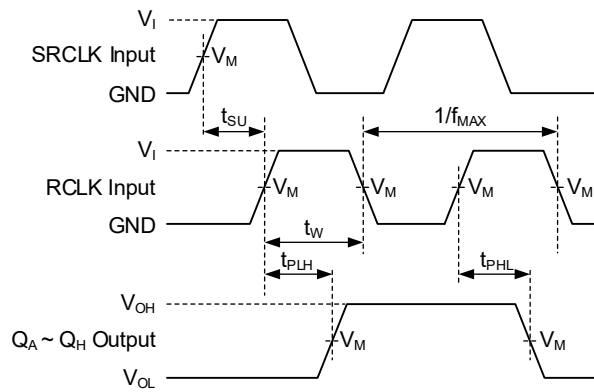 V_I
SRCLK Input
V_M
GND
t_SU
1/f_MAX
V_I
RCLK Input
V_M
V_M
V_M
V_M
GND
t_W
t_PLH
t_PHL
V_OH
Q_A ~ Q_H Output
V_M
V_M
V_OL